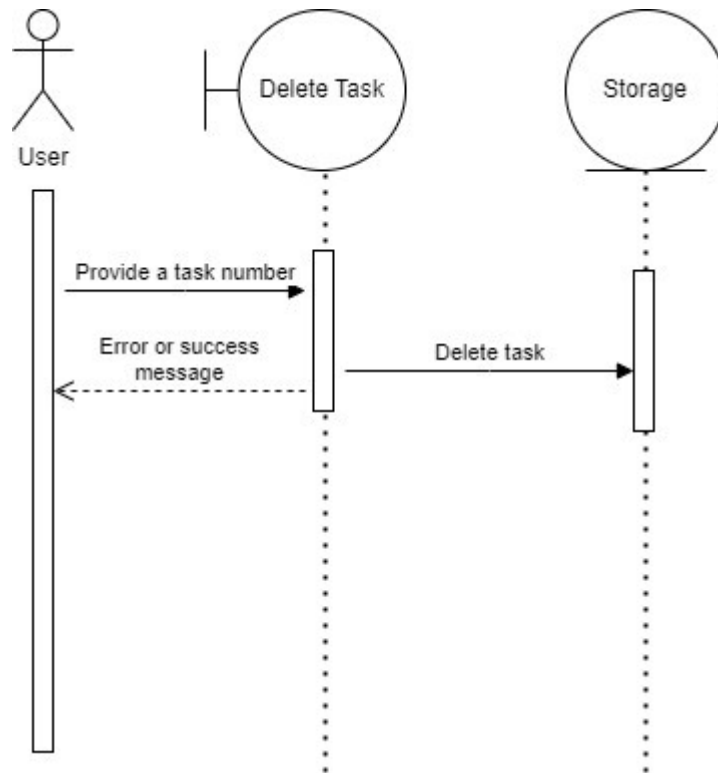 Delete Task
Storage
User
Provide a task number
Error or success
message
Delete task